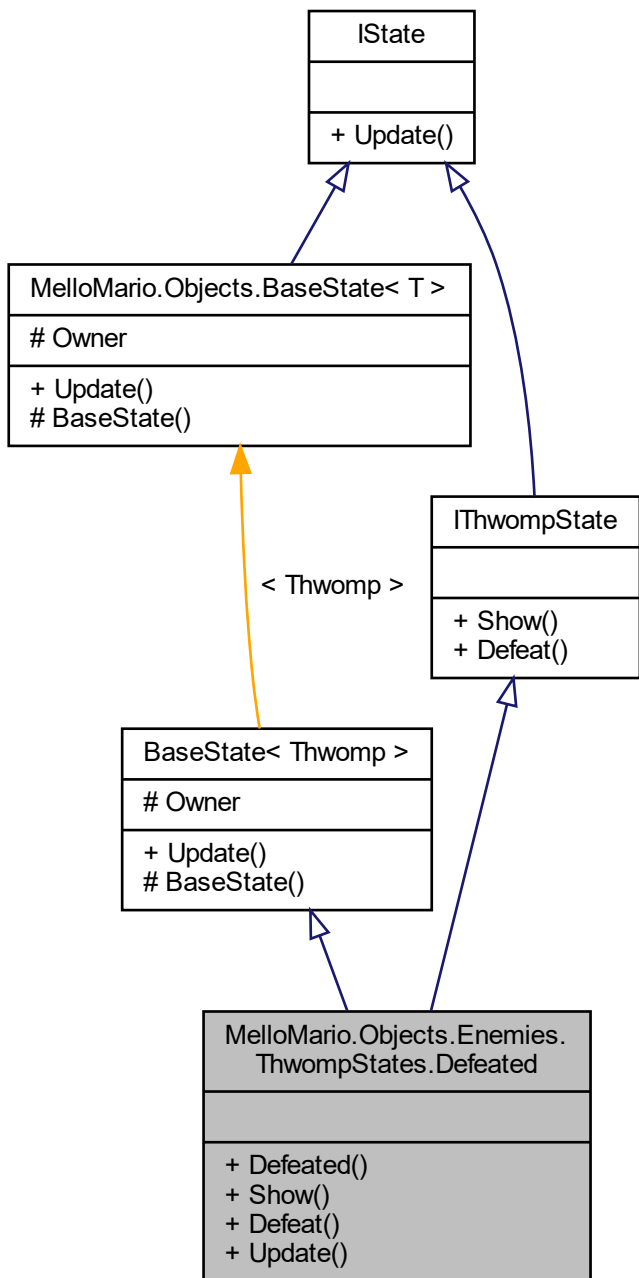 IState
+ Update()
MelloMario.Objects.BaseState< T >
# Owner
+ Update()
# BaseState()
IThwompState
+ Show()
+ Defeat()
< Thwomp >
BaseState< Thwomp >
# Owner
+ Update()
# BaseState()
MelloMario.Objects.Enemies.
ThwompStates.Defeated
+ Defeated()
+ Show()
+ Defeat()
+ Update()